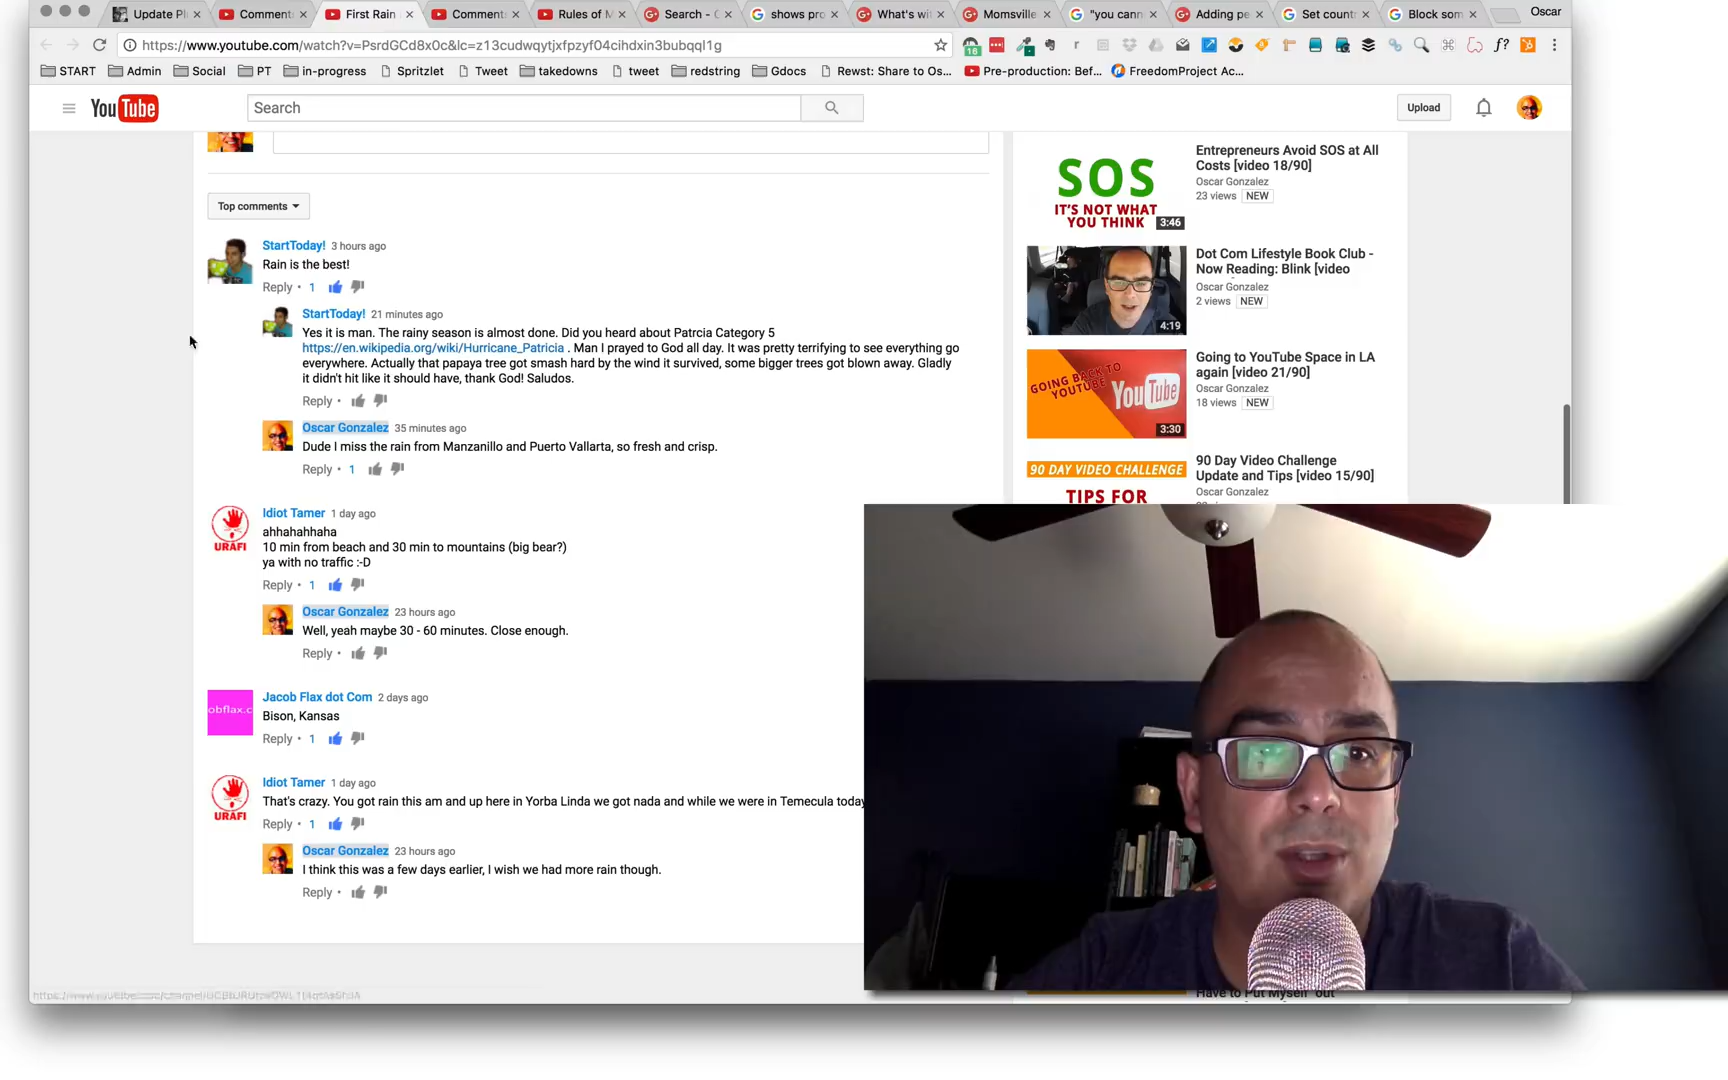 Update Pl
Comment
First Rain
Comment
Rules of M
Search - G
shows pro
What's wi
Momsville
"you cann
Adding pe
Set count
Block som
Oscar
https://www.youtube.com/watch?v=PsrdGCd8x0c&lc=z13cudwqytjxfpzyf04cihdxin3bubqql1g
16
START
Admin
Social
PT
in-progress
Spritzlet
Tweet
takedowns
tweet
redstring
Gdocs
Rewst: Share to Os...
Pre-production: Bef...
FreedomProject Ac...
YouTube
Search
Upload
Top comments
StartToday! 3 hours ago
Rain is the best!
Reply • 1
StartToday! 21 minutes ago
Yes it is man. The rainy season is almost done. Did you heard about Patrcia Category 5
https://en.wikipedia.org/wiki/Hurricane_Patricia . Man I prayed to God all day. It was pretty terrifying to see everything go
everywhere. Actually that papaya tree got smash hard by the wind it survived, some bigger trees got blown away. Gladly
it didn't hit like it should have, thank God! Saludos.
Reply •
Oscar Gonzalez 35 minutes ago
Dude I miss the rain from Manzanillo and Puerto Vallarta, so fresh and crisp.
Reply • 1
URAFI
Idiot Tamer 1 day ago
ahhahahhaha
10 min from beach and 30 min to mountains (big bear?)
ya with no traffic :-D
Reply • 1
Oscar Gonzalez 23 hours ago
Well, yeah maybe 30 - 60 minutes. Close enough.
Reply •
obflax.c
Jacob Flax dot Com 2 days ago
Bison, Kansas
Reply • 1
URAFI
Idiot Tamer 1 day ago
That's crazy. You got rain this am and up here in Yorba Linda we got nada and while we were in Temecula today
Reply • 1
Oscar Gonzalez 23 hours ago
I think this was a few days earlier, I wish we had more rain though.
Reply •
SOS
IT'S NOT WHAT
YOU THINK
3:46
Entrepreneurs Avoid SOS at All
Costs [video 18/90]
Oscar Gonzalez
23 views NEW
4:19
Dot Com Lifestyle Book Club -
Now Reading: Blink [video
Oscar Gonzalez
2 views NEW
GOING BACK TO
YOUTUBE
YouTube
3:30
Going to YouTube Space in LA
again [video 21/90]
Oscar Gonzalez
18 views NEW
90 DAY VIDEO CHALLENGE
TIPS FOR
90 Day Video Challenge
Update and Tips [video 15/90]
Oscar Gonzalez
Have to Put Myself "out